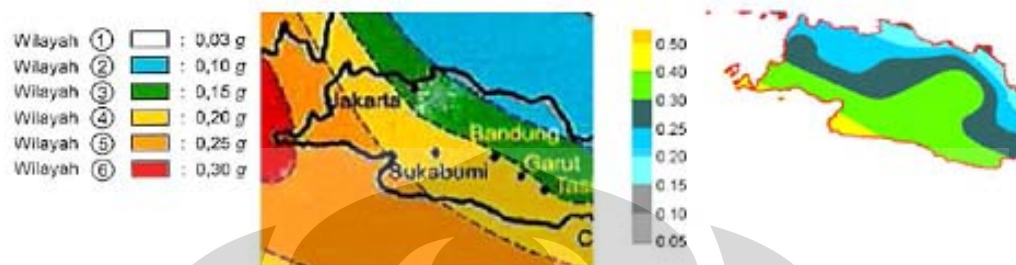 Wilayah ① : 0,03 g
Wilayah ② : 0,10 g
Wilayah ③ : 0,15 g
Wilayah ④ : 0,20 g
Wilayah ⑤ : 0,25 g
Wilayah ⑥ : 0,30 g
Jakarta
Bandung
Garut
Sukabumi
Tas
C
0.50
0.40
0.30
0.25
0.20
0.15
0.10
0.05